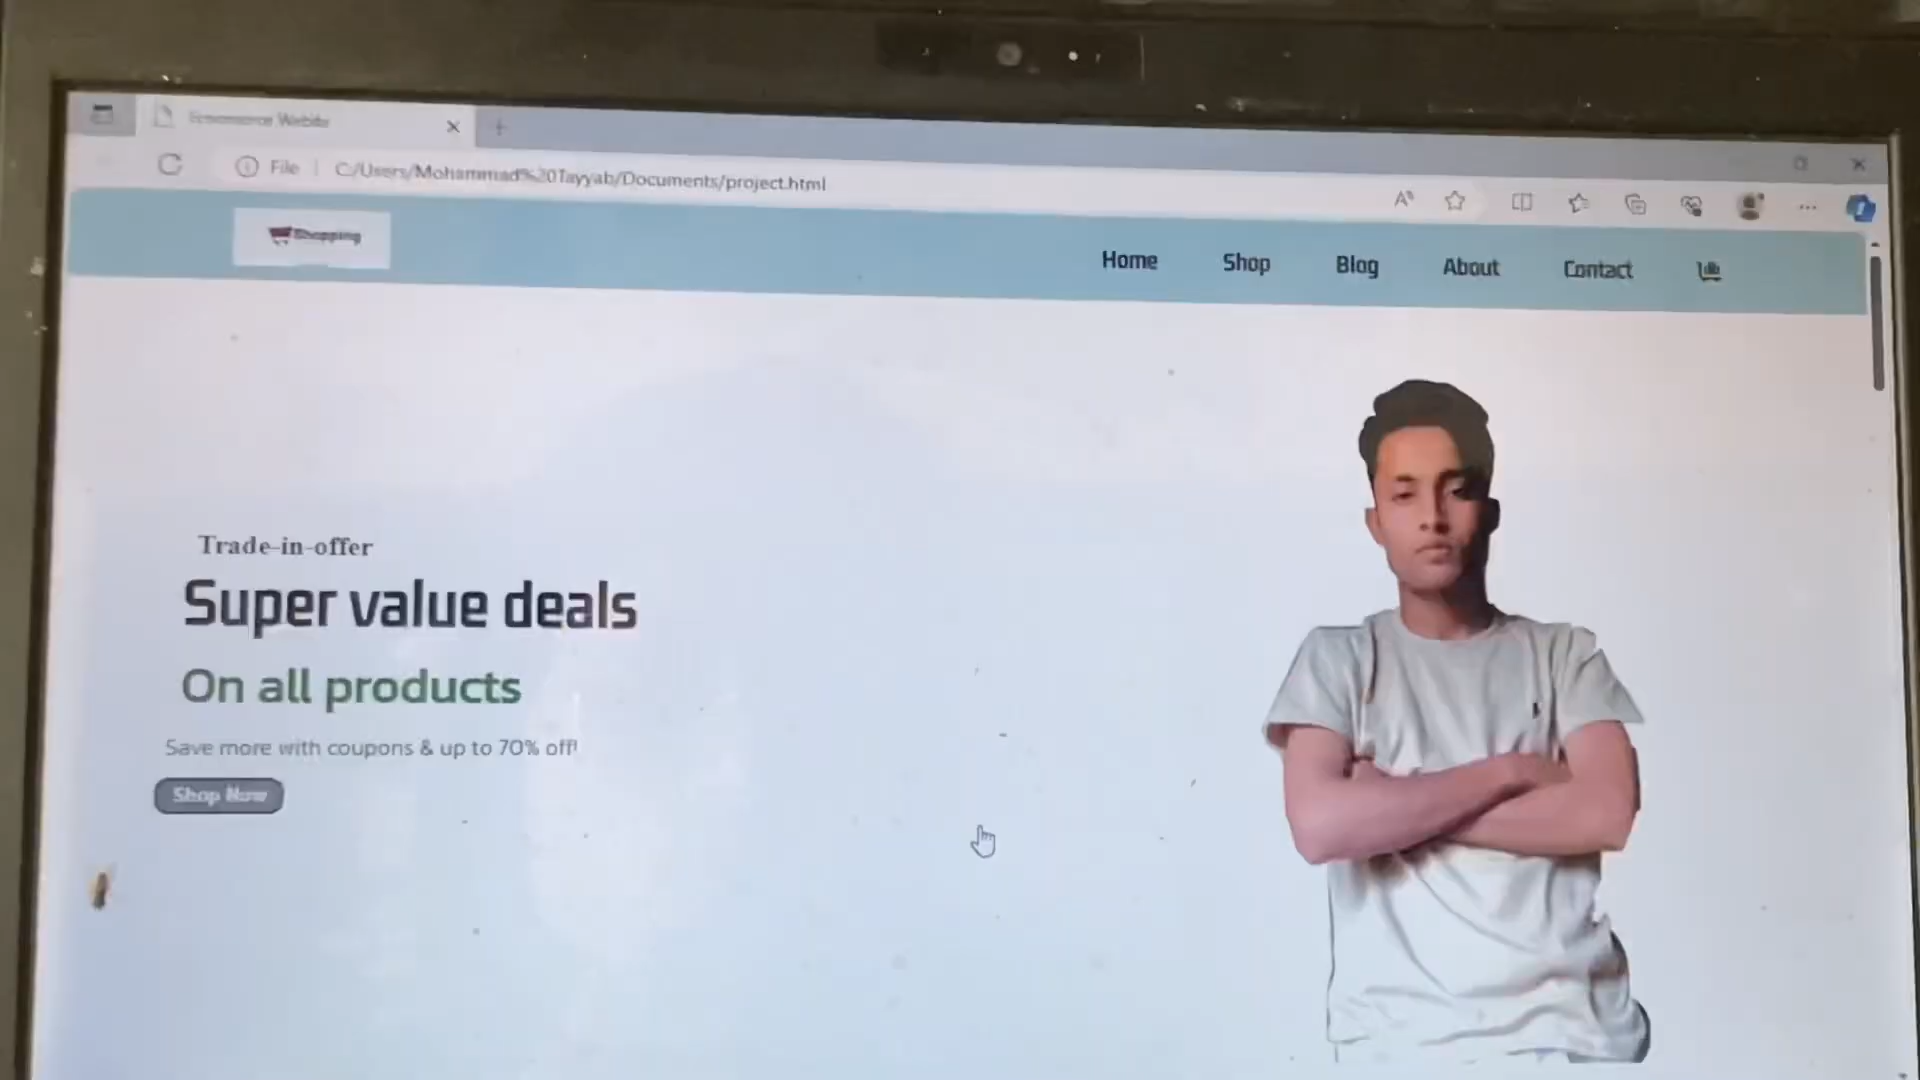 Ecommerce Website
File
C:/Users/Mohammad%20Tayyab/Documents/project.html
Shopping
Home Shop Blog About Contact
Trade-in-offer
Super value deals
On all products
Save more with coupons & up to 70% off!
Shop Now